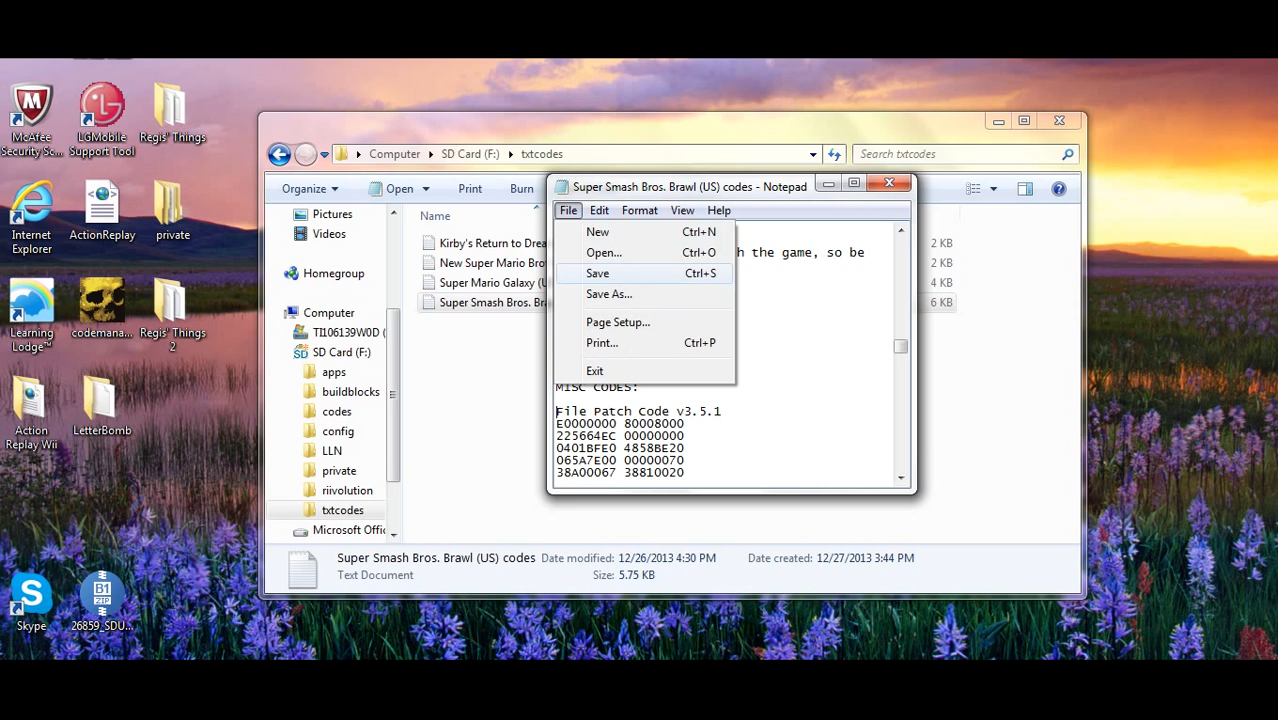 McAfee
Security Sc...
LGMobile
Support Tool
Regis' Things
Internet
Explorer
ActionReplay
private
Learning
Lodge™
codemana...
Regis' Things
2
Action
Replay Wii
LetterBomb
Skype
B1
ZIP
26859_SDU...
Computer
SD Card (F:)
txtcodes
Search txtcodes
Organize
Open
Print
Burn
Pictures
Videos
Homegroup
Computer
TI106139W0D (
SD Card (F:)
apps
buildblocks
codes
config
LLN
private
riivolution
txtcodes
Microsoft Offi
Name
Kirby's Return to Drea
2 KB
New Super Mario Bro
2 KB
Super Mario Galaxy (U
4 KB
Super Smash Bros. Bra
6 KB
Super Smash Bros. Brawl (US) codes - Notepad
File Edit Format View Help
New Ctrl+N
Open... Ctrl+O
Save Ctrl+S
Save As...
Page Setup...
Print... Ctrl+P
Exit
h the game, so be
MISC CODES:
File Patch Code v3.5.1
E0000000 80008000
225664EC 00000000
0401BFE0 4858BE20
065A7E00 00000070
38A00067 38810020
Super Smash Bros. Brawl (US) codes
Date modified: 12/26/2013 4:30 PM
Date created: 12/27/2013 3:44 PM
Text Document
Size: 5.75 KB